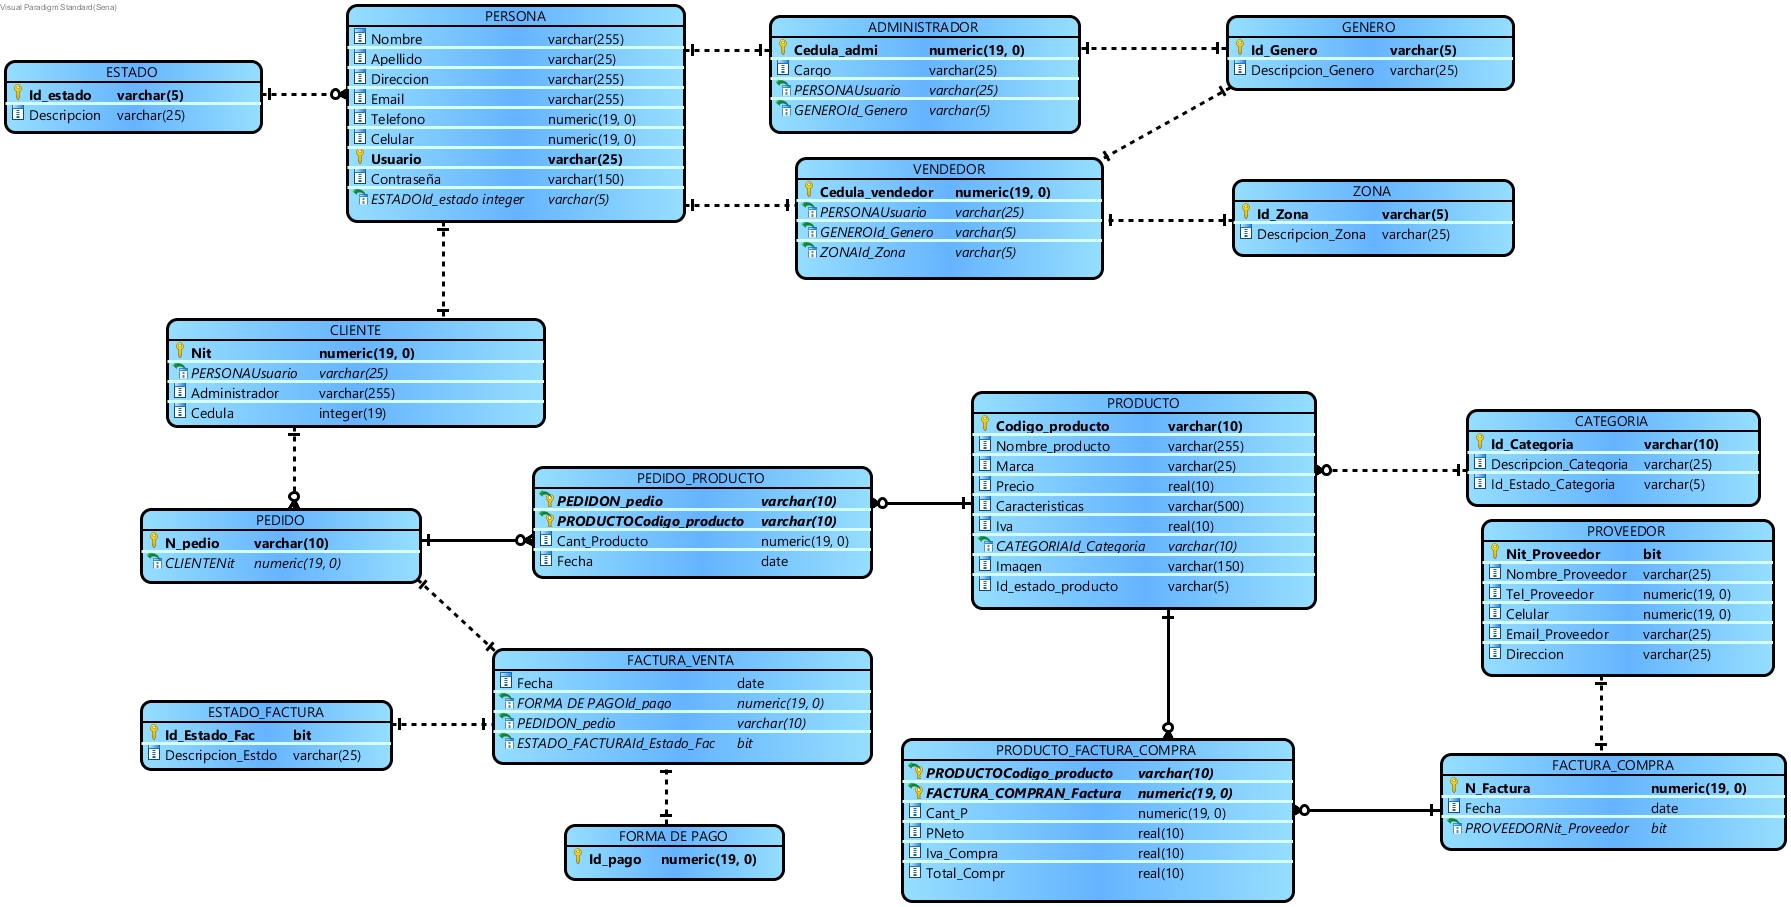 Visual Paradigm Standard(Sena)
PERSONA
Nombre varchar(255)
Apellido varchar(25)
Direccion varchar(255)
Email varchar(255)
Telefono numeric(19, 0)
Celular numeric(19, 0)
Usuario varchar(25)
Contraseña varchar(150)
ESTADOId_estado integer varchar(5)
ESTADO
Id_estado varchar(5)
Descripcion varchar(25)
ADMINISTRADOR
Cedula_admi numeric(19, 0)
Cargo varchar(25)
PERSONAUsuario varchar(25)
GENEROId_Genero varchar(5)
GENERO
Id_Genero varchar(5)
Descripcion_Genero varchar(25)
VENDEDOR
Cedula_vendedor numeric(19, 0)
PERSONAUsuario varchar(25)
GENEROId_Genero varchar(5)
ZONAId_Zona varchar(5)
ZONA
Id_Zona varchar(5)
Descripcion_Zona varchar(25)
CLIENTE
Nit numeric(19, 0)
PERSONAUsuario varchar(25)
Administrador varchar(255)
Cedula integer(19)
PRODUCTO
Codigo_producto varchar(10)
Nombre_producto varchar(255)
Marca varchar(25)
Precio real(10)
Caracteristicas varchar(500)
Iva real(10)
CATEGORIAId_Categoria varchar(10)
Imagen varchar(150)
Id_estado_producto varchar(5)
CATEGORIA
Id_Categoria varchar(10)
Descripcion_Categoria varchar(25)
Id_Estado_Categoria varchar(5)
PEDIDO_PRODUCTO
PEDIDON_pedio varchar(10)
PRODUCTOCodigo_producto varchar(10)
Cant_Producto numeric(19, 0)
Fecha date
PEDIDO
N_pedio varchar(10)
CLIENTENit numeric(19, 0)
PROVEEDOR
Nit_Proveedor bit
Nombre_Proveedor varchar(25)
Tel_Proveedor numeric(19, 0)
Celular numeric(19, 0)
Email_Proveedor varchar(25)
Direccion varchar(25)
FACTURA_VENTA
Fecha date
FORMA DE PAGOId_pago numeric(19, 0)
PEDIDON_pedio varchar(10)
ESTADO_FACTURAId_Estado_Fac bit
ESTADO_FACTURA
Id_Estado_Fac bit
Descripcion_Estdo varchar(25)
FORMA DE PAGO
Id_pago numeric(19, 0)
PRODUCTO_FACTURA_COMPRA
PRODUCTOCodigo_producto varchar(10)
FACTURA_COMPRAN_Factura numeric(19, 0)
Cant_P numeric(19, 0)
PNeto real(10)
Iva_Compra real(10)
Total_Compr real(10)
FACTURA_COMPRA
N_Factura numeric(19, 0)
Fecha date
PROVEEDORNit_Proveedor bit